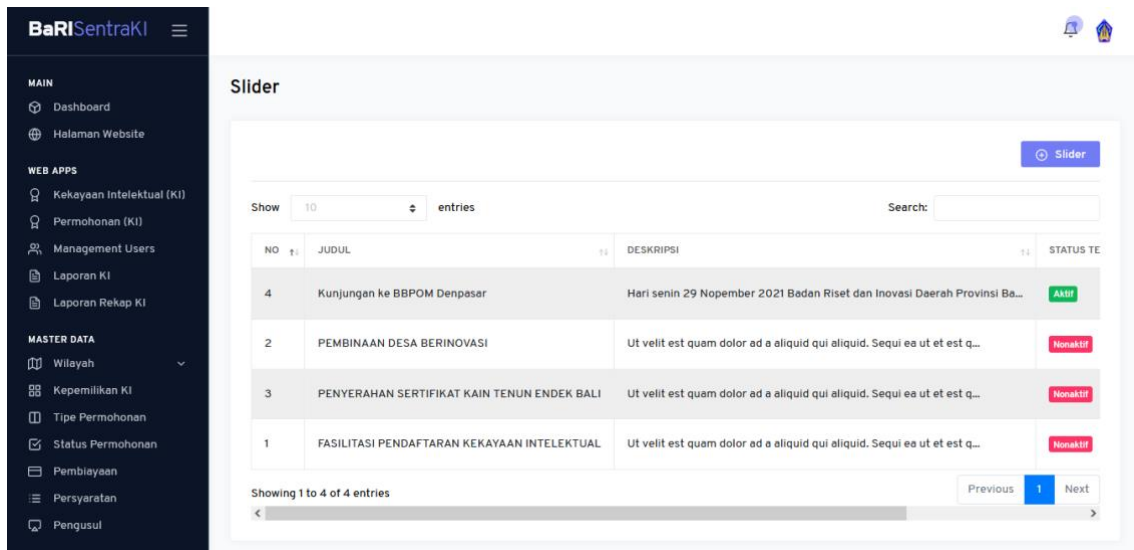 BaRISentraKI
MAIN
Dashboard
Halaman Website
WEB APPS
Kekayaan Intelektual (KI)
Permohonan (KI)
Management Users
Laporan KI
Laporan Rekap KI
MASTER DATA
Wilayah
Kepemilikan KI
Tipe Permohonan
Status Permohonan
Pembiayaan
Persyaratan
Pengusul
Slider
Slider
Show 10 entries Search:
NO JUDUL DESKRIPSI STATUS TE
4 Kunjungan ke BBPOM Denpasar Hari senin 29 Nopember 2021 Badan Riset dan Inovasi Daerah Provinsi Ba... Aktif
2 PEMBINAAN DESA BERINOVASI Ut velit est quam dolor ad a aliquid qui aliquid. Sequi ea ut et est q... Nonaktif
3 PENYERAHAN SERTIFIKAT KAIN TENUN ENDEK BALI Ut velit est quam dolor ad a aliquid qui aliquid. Sequi ea ut et est q... Nonaktif
1 FASILITASI PENDAFTARAN KEKAYAAN INTELEKTUAL Ut velit est quam dolor ad a aliquid qui aliquid. Sequi ea ut et est q... Nonaktif
Showing 1 to 4 of 4 entries Previous 1 Next